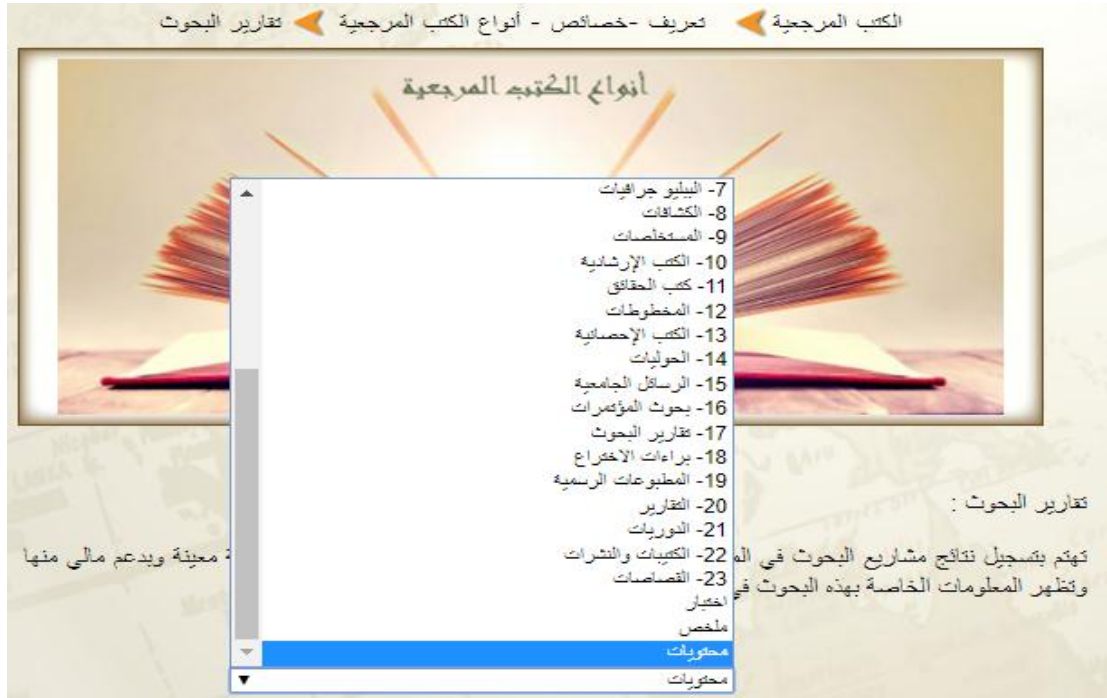 الكتب المرجعية تعريف -خصائص - أنواع الكتب المرجعية تقارير البحوث
أنواع الكتب المرجعية
7- البيليو جرافيات
8- الكشافات
9- المستخلصات
10- الكتب الإرشادية
11- كتب الحقائق
12- المخطوطات
13- الكتب الإحصائية
14- الحوليات
15- الرسائل الجامعية
16- بحوث المؤتمرات
17- تقارير البحوث
18- براءات الاختراع
19- المطبوعات الرسمية
20- التقارير
21- الدوريات
22- الكتيبات والنشرات
23- القصاصات
اختبار
ملخص
محتويات
محتويات
تقارير البحوث :
تهتم بتسجيل نتائج مشاريع البحوث في معينة وبدعم مالي منها
وتظهر المعلومات الخاصة بهذه البحوث